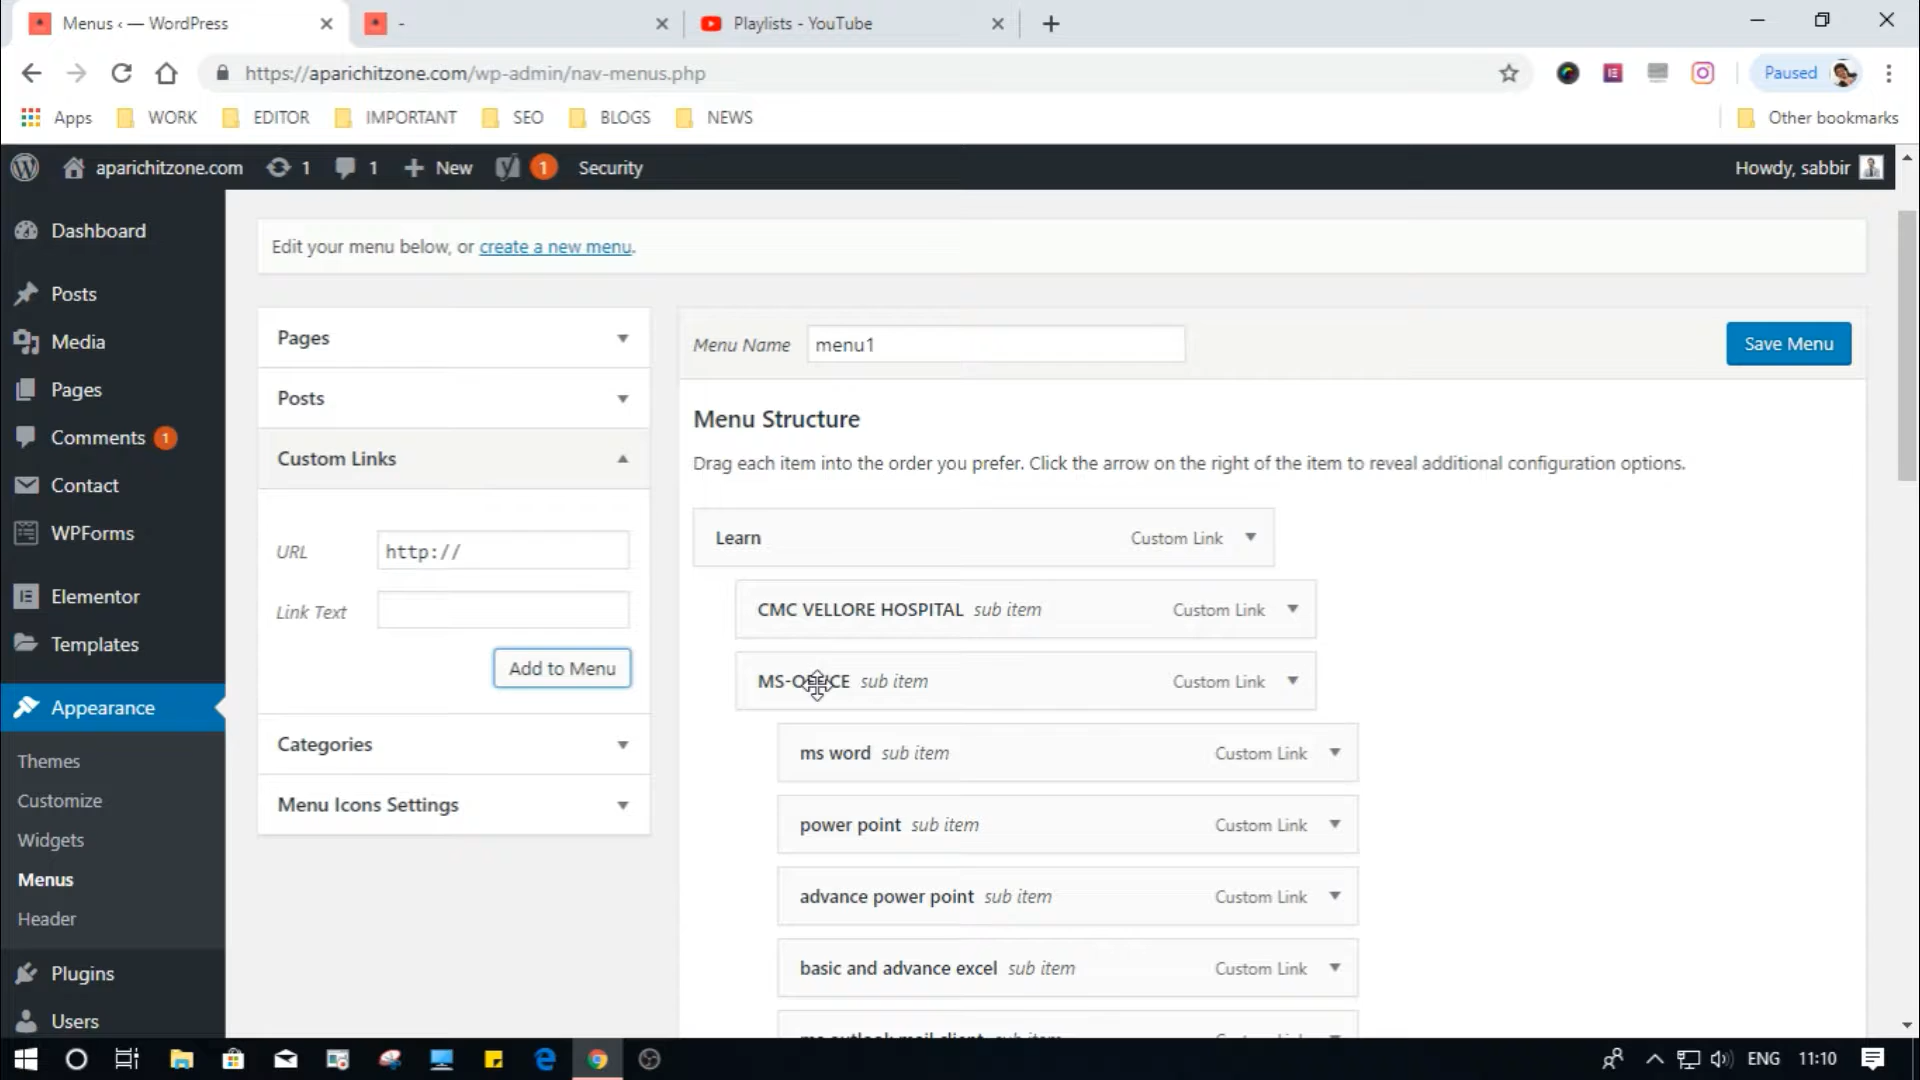 Menus ‹ — WordPress
-
Playlists - YouTube
https://aparichitzone.com/wp-admin/nav-menus.php
Paused
Apps
WORK
EDITOR
IMPORTANT
SEO
BLOGS
NEWS
Other bookmarks
aparichitzone.com
1
1
New
1
Security
Howdy, sabbir
Dashboard
Posts
Media
Pages
Comments 1
Contact
WPForms
Elementor
Templates
Appearance
Themes
Customize
Widgets
Menus
Header
Plugins
Users
Edit your menu below, or create a new menu.
Pages
Posts
Custom Links
URL http://
Link Text
Add to Menu
Categories
Menu Icons Settings
Menu Name menu1
Save Menu
Menu Structure
Drag each item into the order you prefer. Click the arrow on the right of the item to reveal additional configuration options.
Learn Custom Link
CMC VELLORE HOSPITAL sub item Custom Link
MS-OFFICE sub item Custom Link
ms word sub item Custom Link
power point sub item Custom Link
advance power point sub item Custom Link
basic and advance excel sub item Custom Link
ENG
11:10